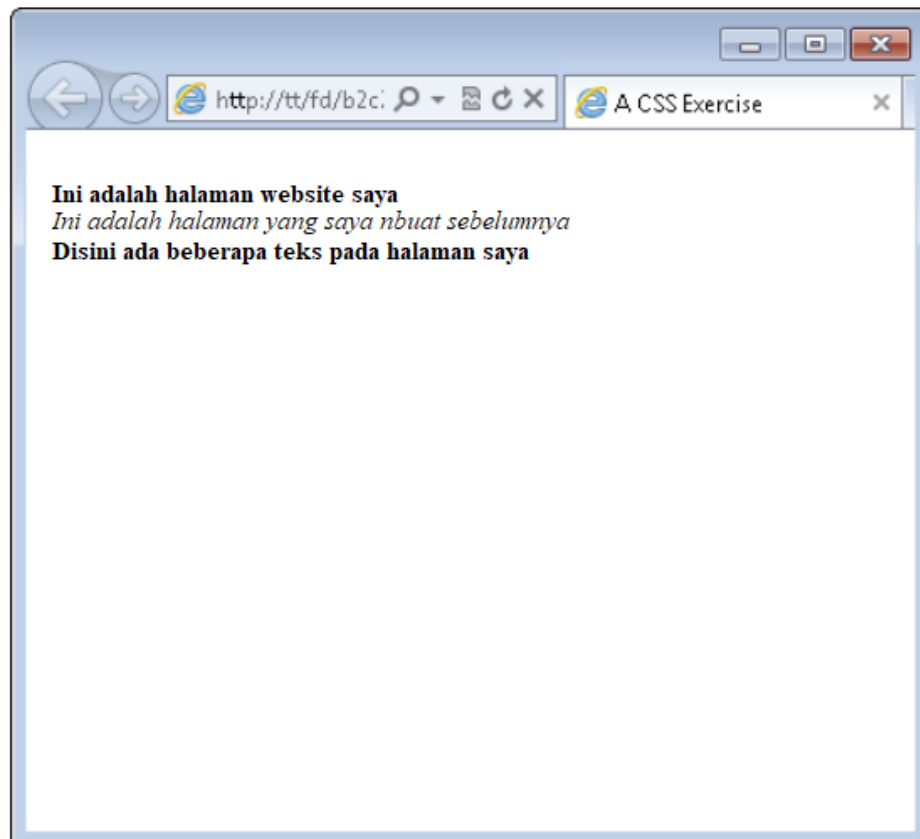 http://tt/fd/b2c
A CSS Exercise
Ini adalah halaman website saya
Ini adalah halaman yang saya nbuat sebelumnya
Disini ada beberapa teks pada halaman saya